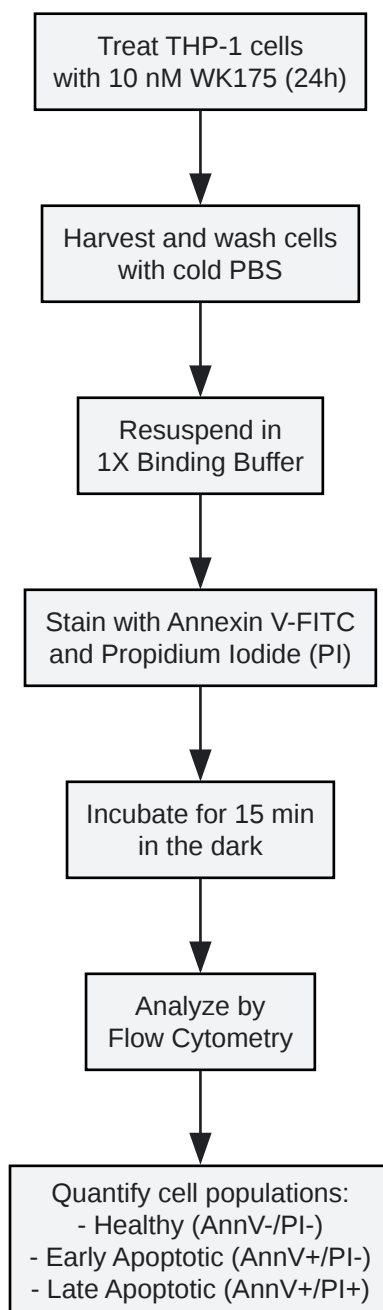 Treat THP-1 cells
with 10 nM WK175 (24h)
Harvest and wash cells
with cold PBS
Resuspend in
1X Binding Buffer
Stain with Annexin V-FITC
and Propidium Iodide (PI)
Incubate for 15 min
in the dark
Analyze by
Flow Cytometry
Quantify cell populations:
- Healthy (AnnV-/PI-)
- Early Apoptotic (AnnV+/PI-)
- Late Apoptotic (AnnV+/PI+)